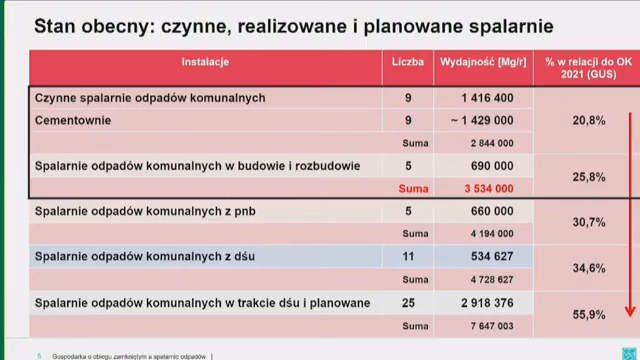 Stan obecny: czynne, realizowane i planowane spalarnie
Instalacje Liczba Wydajność [Mg/r] % w relacji do OK
2021 (GUS)
Czynne spalarnie odpadów komunalnych 9 1 416 400
Cementownie 9 ~ 1 429 000 20,8%
Suma 2 844 000
Spalarnie odpadów komunalnych w budowie i rozbudowie 5 690 000
25,8%
Suma 3 534 000
Spalarnie odpadów komunalnych z pnb 5 660 000
30,7%
Suma 4 194 000
Spalarnie odpadów komunalnych z dśu 11 534 627
34,6%
Suma 4 728 627
Spalarnie odpadów komunalnych w trakcie dśu i planowane 25 2 918 376
55,9%
Suma 7 647 003
6 Gospodarka o obiegu zamkniętym a spalarnie odpadów |